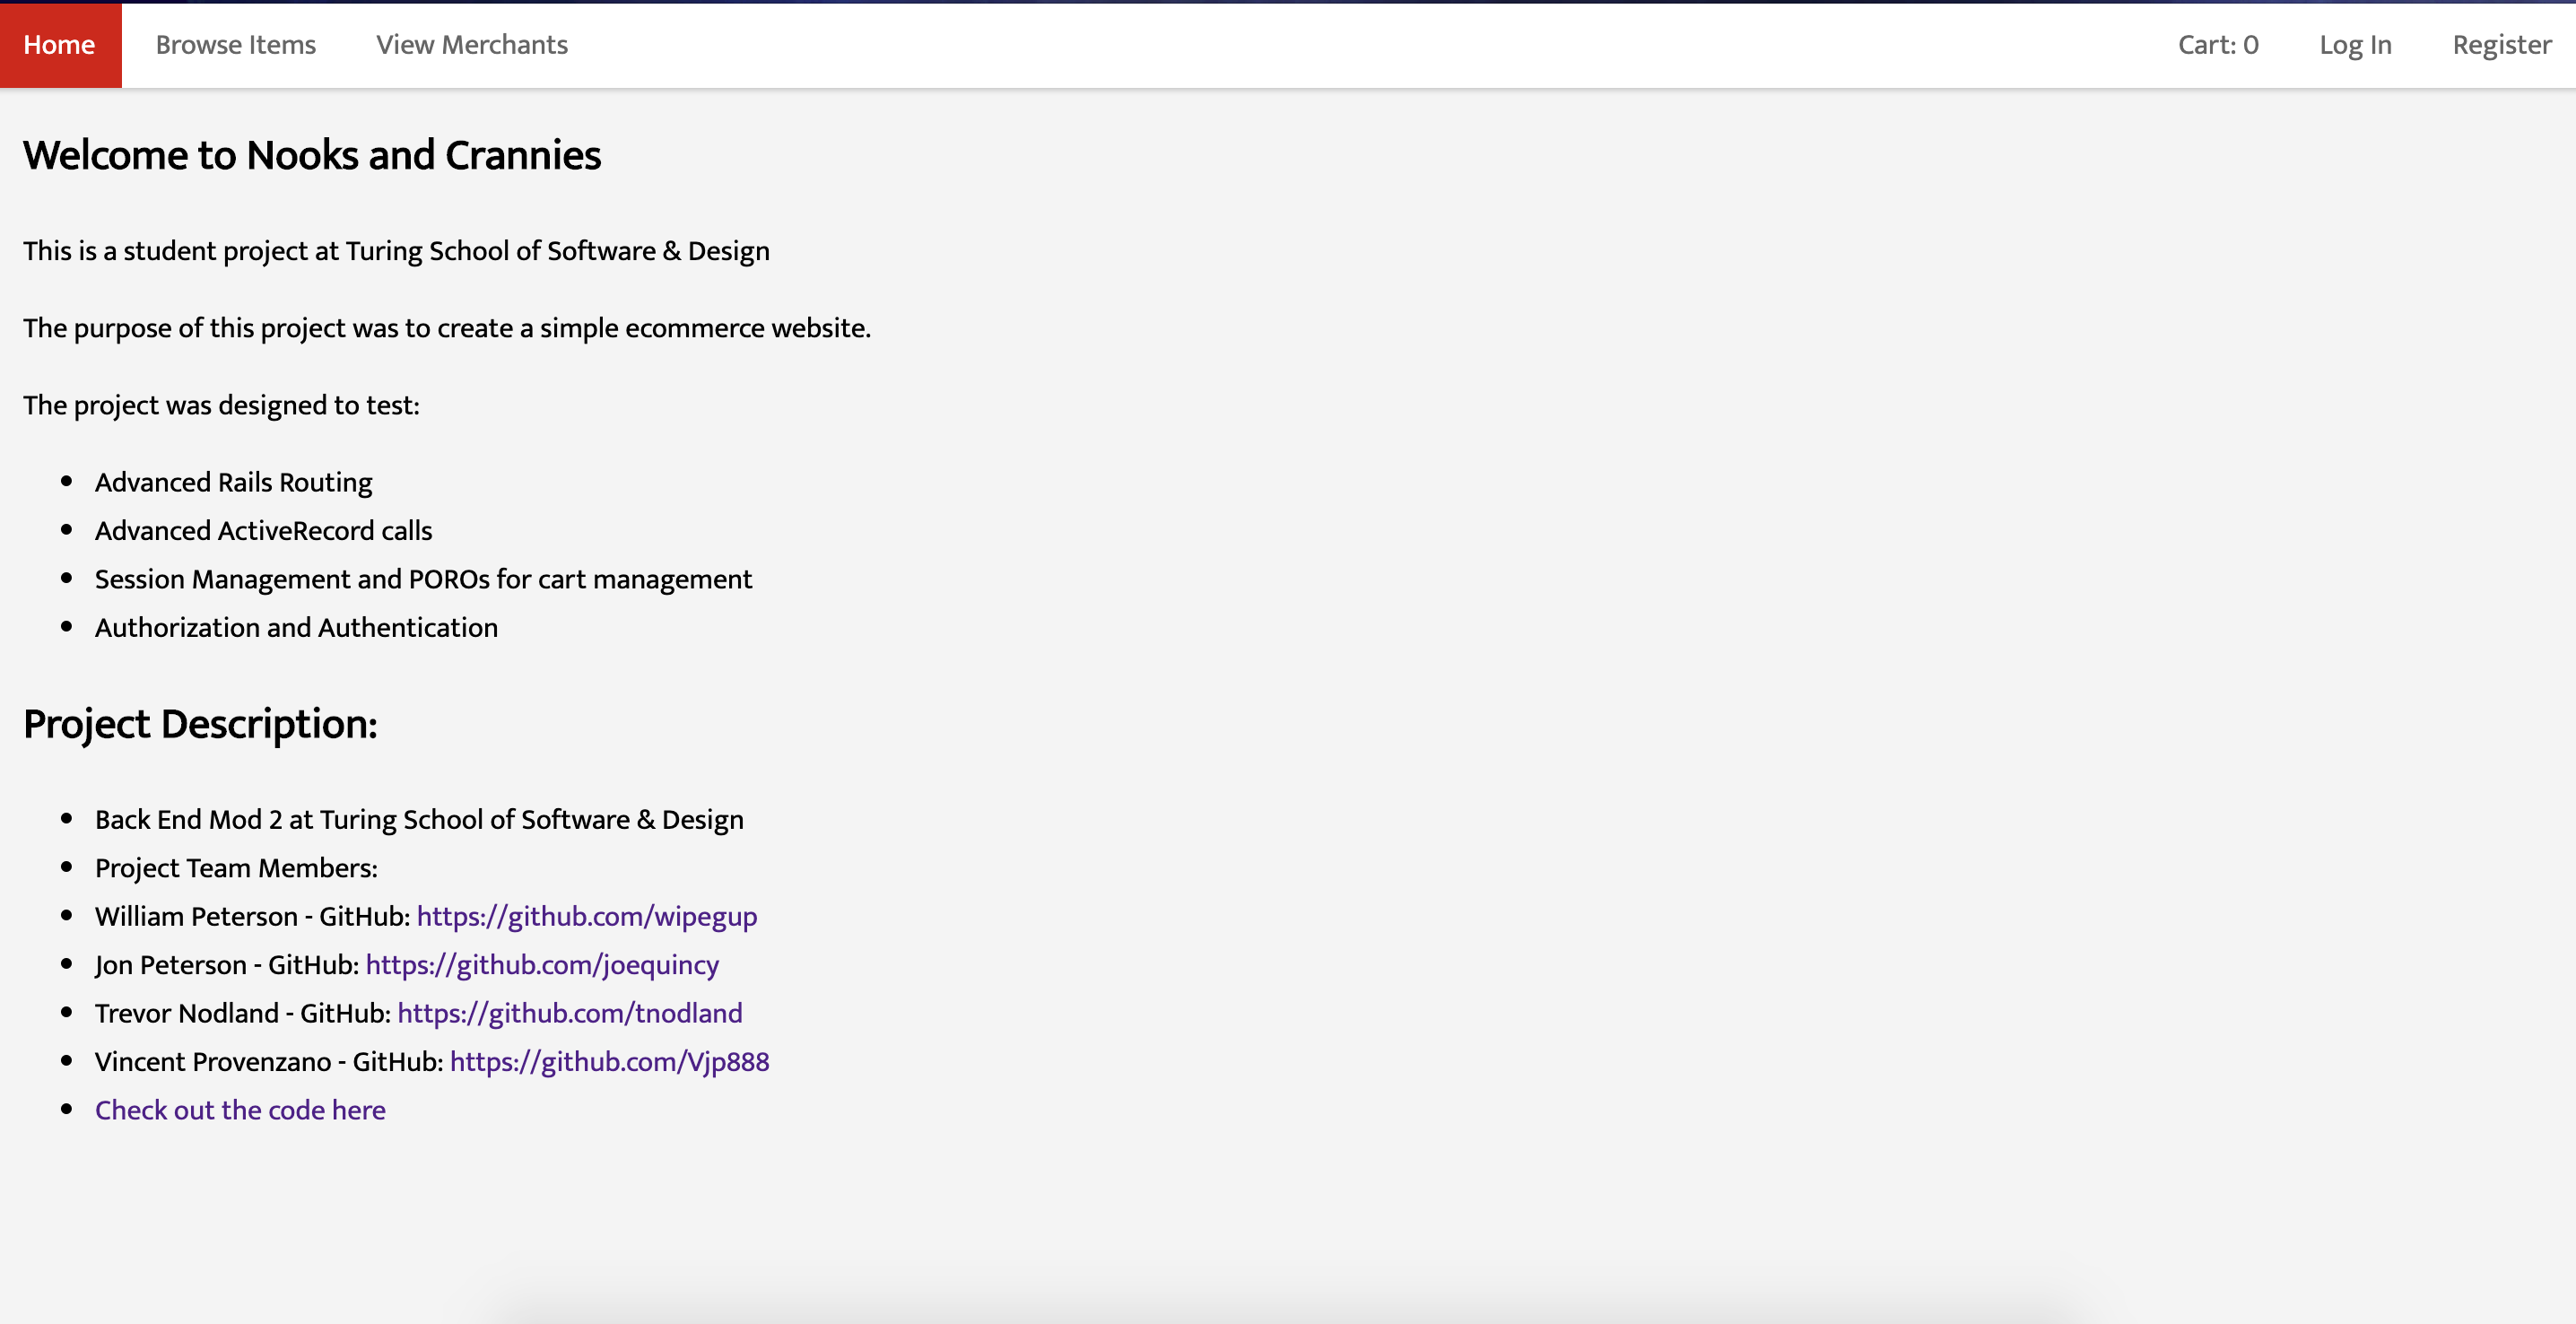 Home Browse Items View Merchants Cart: 0 Log In Register
Welcome to Nooks and Crannies
This is a student project at Turing School of Software & Design
The purpose of this project was to create a simple ecommerce website.
The project was designed to test:
Advanced Rails Routing
Advanced ActiveRecord calls
Session Management and POROs for cart management
Authorization and Authentication
Project Description:
Back End Mod 2 at Turing School of Software & Design
Project Team Members:
William Peterson - GitHub: https://github.com/wipegup
Jon Peterson - GitHub: https://github.com/joequincy
Trevor Nodland - GitHub: https://github.com/tnodland
Vincent Provenzano - GitHub: https://github.com/Vjp888
Check out the code here